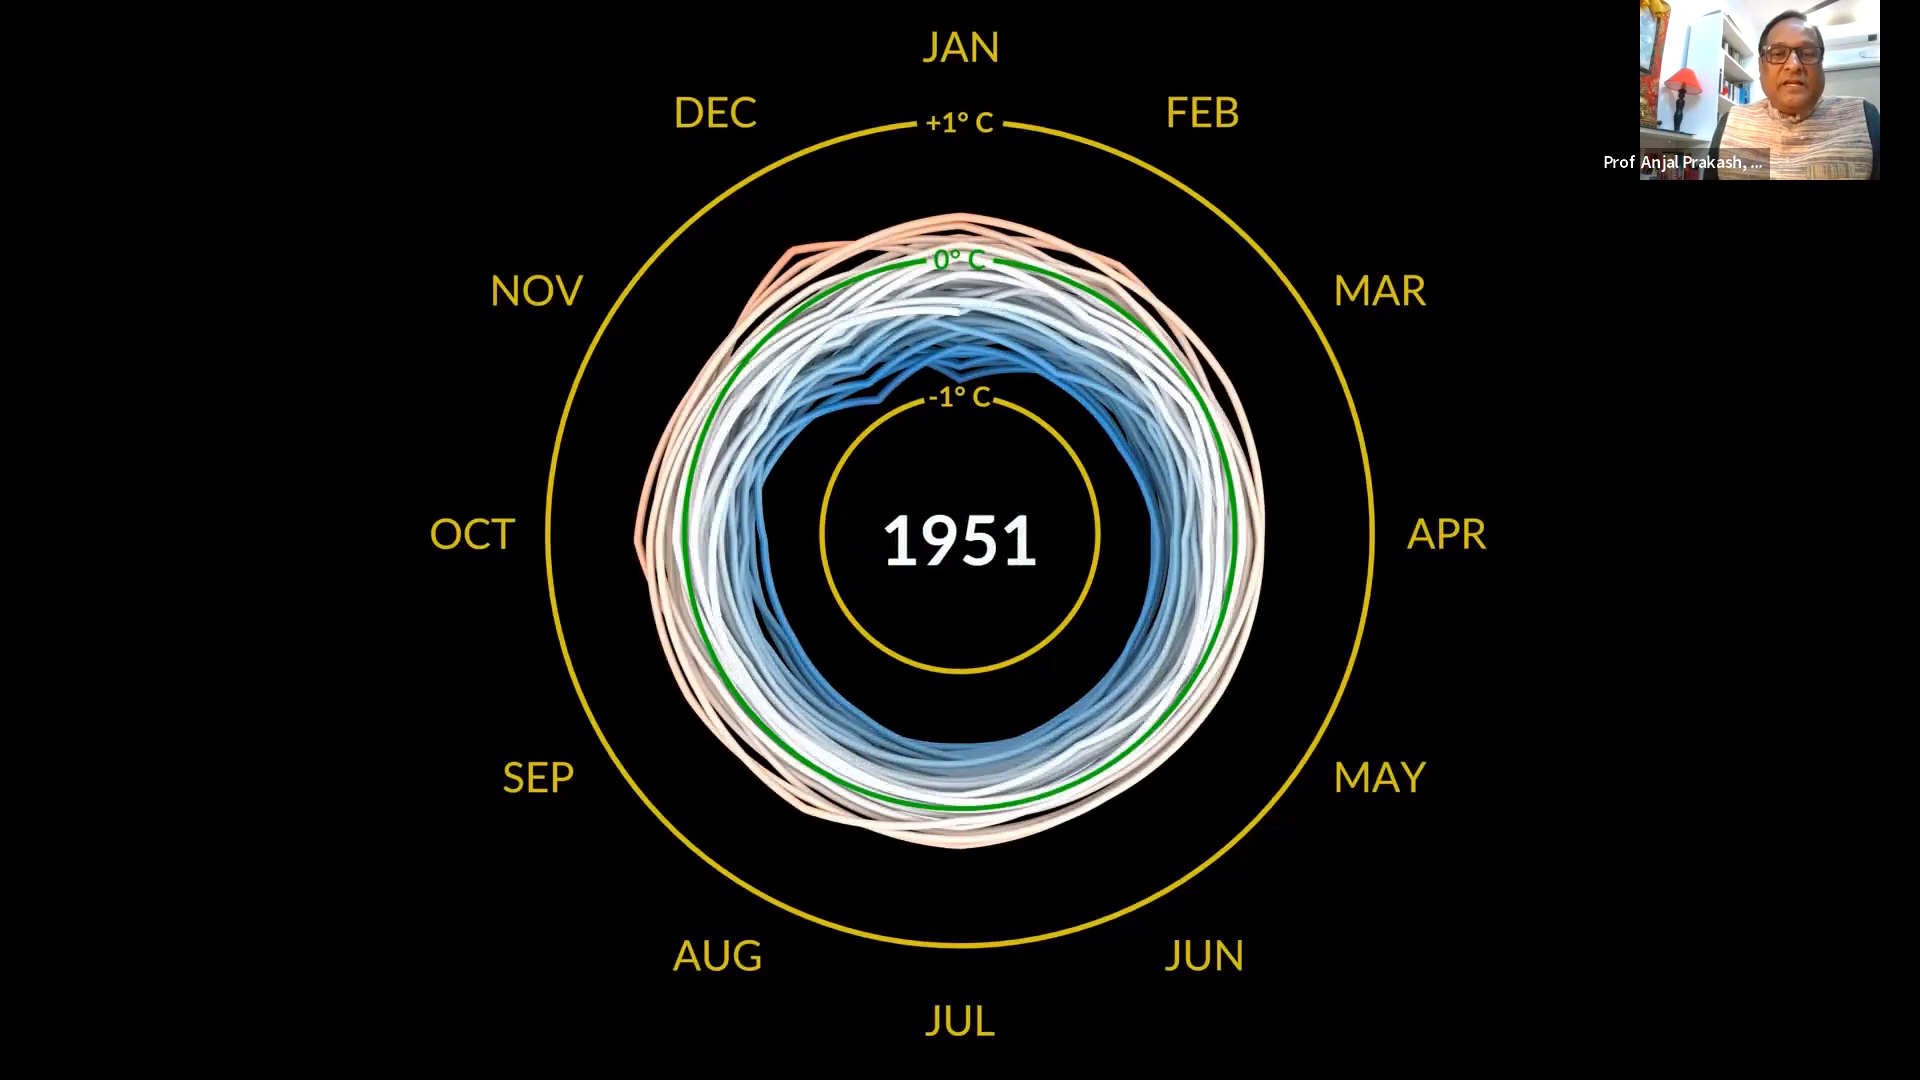 JAN
DEC
FEB
+1° C
Prof Anjal Prakash, ...
NOV
0° C
MAR
-1° C
OCT
1951
APR
SEP
MAY
AUG
JUN
JUL